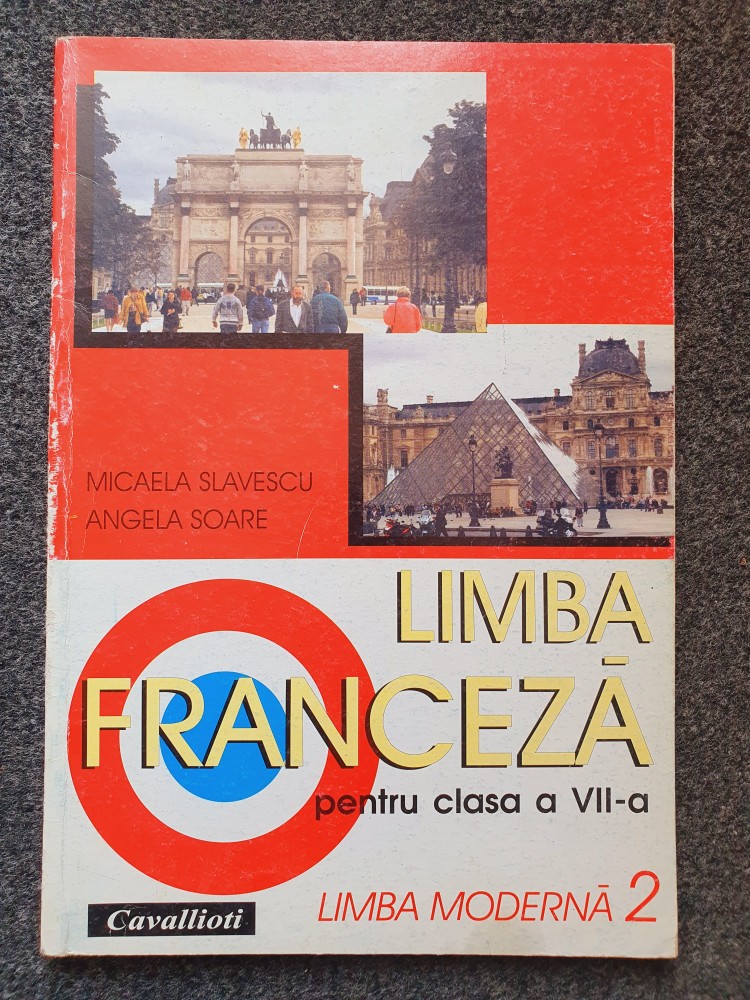 MICAELA SLAVESCU
ANGELA SOARE
LIMBA
FRANCEZĂ
pentru clasa a VII-a
LIMBA MODERNĂ 2
Cavallioti